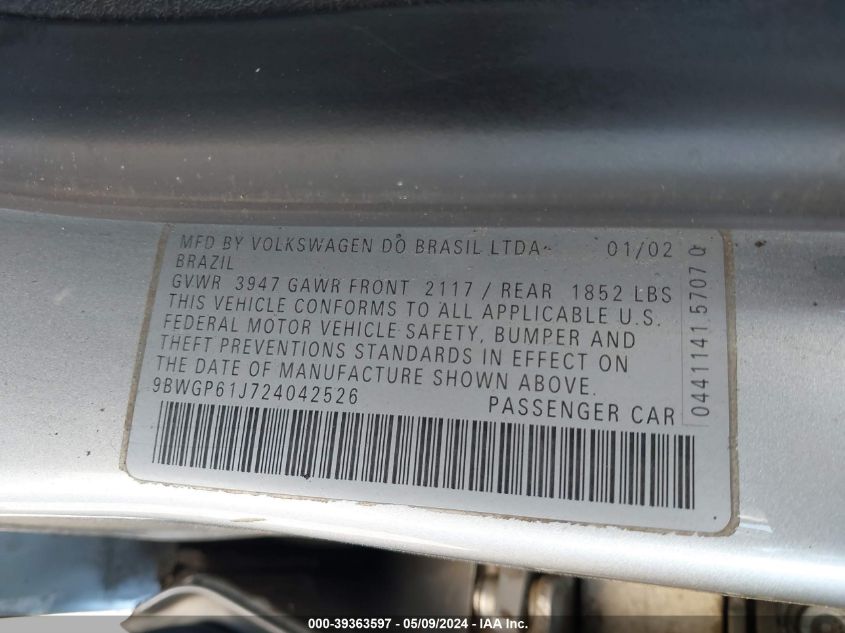 MFD BY VOLKSWAGEN DO BRASIL LTDA 01/02
BRAZIL
GVWR 3947 GAWR FRONT 2117 / REAR 1852 LBS
THIS VEHICLE CONFORMS TO ALL APPLICABLE U.S.
FEDERAL MOTOR VEHICLE SAFETY, BUMPER AND
THEFT PREVENTIONS STANDARDS IN EFFECT ON
THE DATE OF MANUFACTURE SHOWN ABOVE.
9BWGP61J724042526 PASSENGER CAR
0441141 5707 Q
000-39363597 - 05/09/2024 - IAA Inc.